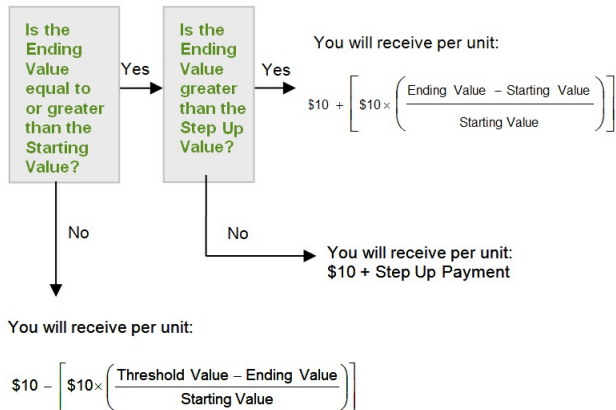 Is the
Ending
Value
equal to
or greater
than the
Starting
Value?
Yes
Is the
Ending
Value
greater
than the
Step Up
Value?
Yes
You will receive per unit:
$10 + [ $10 × ( Ending Value – Starting Value
Starting Value ) ]
No
No
You will receive per unit:
$10 + Step Up Payment
You will receive per unit:
$10 – [ $10× ( Threshold Value – Ending Value
Starting Value ) ]